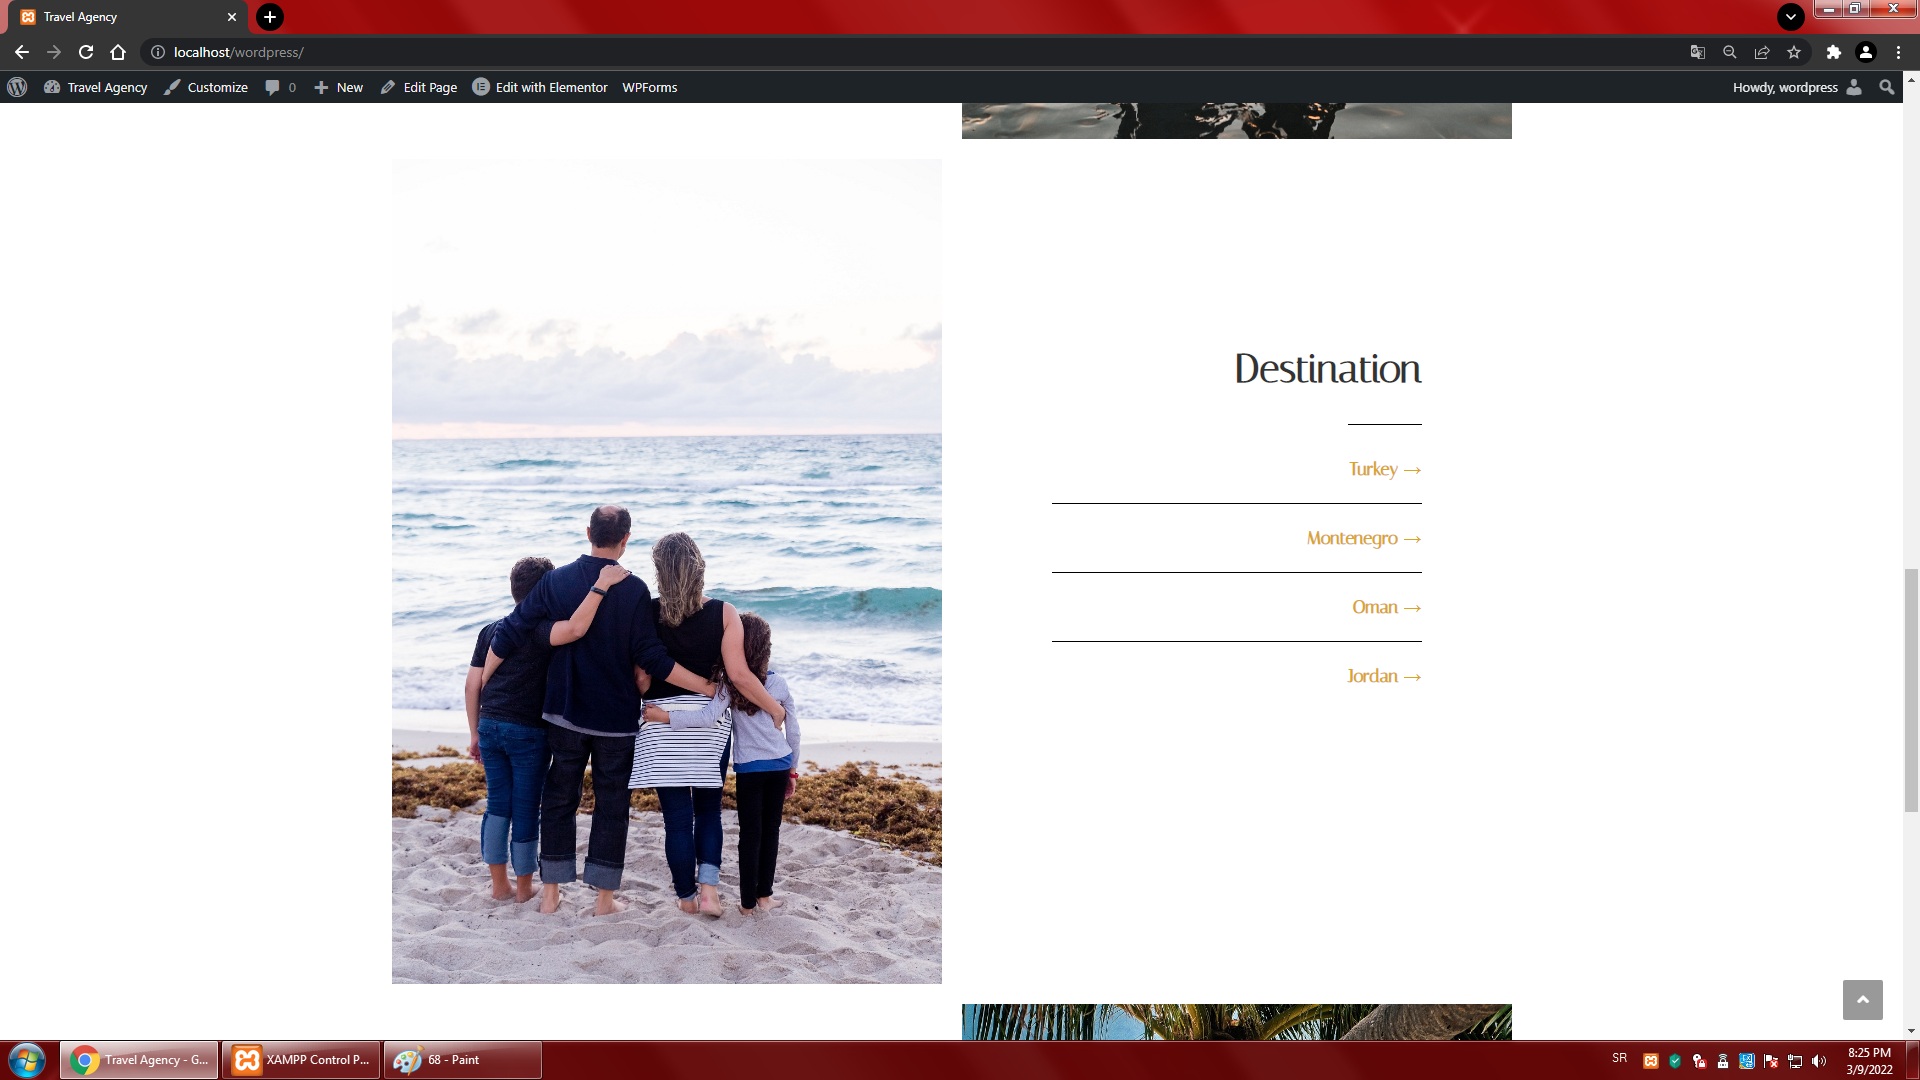 Travel Agency
localhost/wordpress/
Travel Agency Customize 0 New Edit Page Edit with Elementor WPForms Howdy, wordpress
Destination
Turkey →
Montenegro →
Oman →
Jordan →
Travel Agency - G... XAMPP Control P... 68 - Paint SR 8:25 PM
3/9/2022